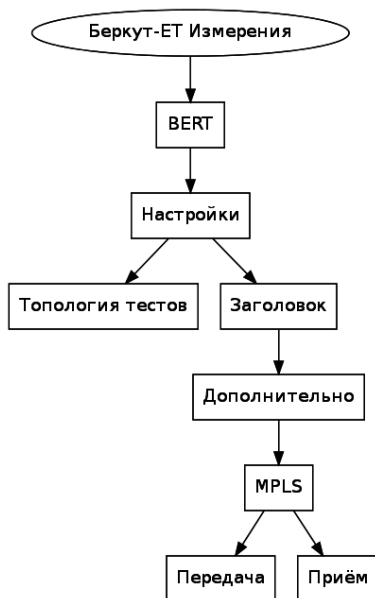 Беркут-ET Измерения
BERT
Настройки
Топология тестов
Заголовок
Дополнительно
MPLS
Передача
Приём